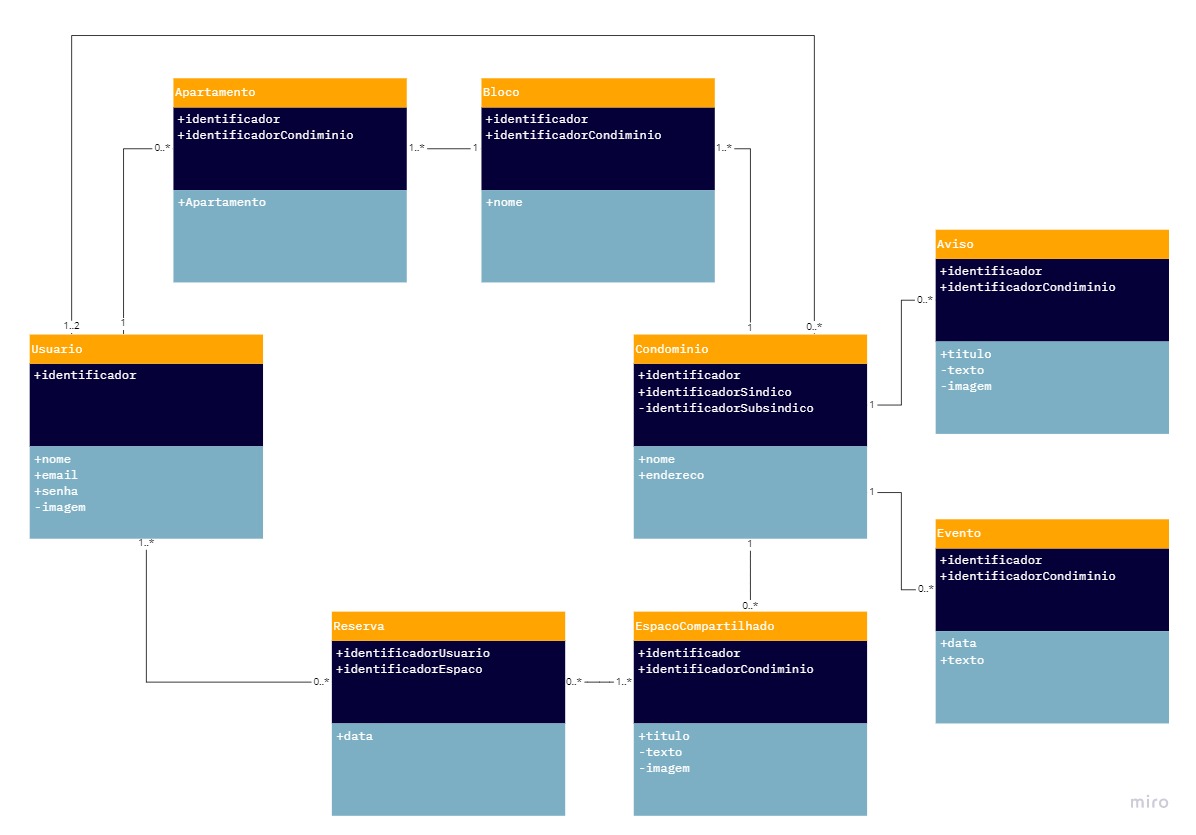 Apartamento
+identificador
+identificadorCondiminio
+Apartamento
0..*
1..*
1
Bloco
+identificador
+identificadorCondiminio
+nome
1..*
Aviso
+identificador
+identificadorCondiminio
+titulo
-texto
-imagem
0..*
1..2
1
1
0..*
Usuario
+identificador
+nome
+email
+senha
-imagem
1..*
Condominio
+identificador
+identificadorSindico
-identificadorSubsindico
+nome
+endereco
1
1
1
0..*
Evento
+identificador
+identificadorCondiminio
+data
+texto
0..*
Reserva
+identificadorUsuario
+identificadorEspaco
+data
0..*
0..*
1..*
EspacoCompartilhado
+identificador
+identificadorCondiminio
+titulo
-texto
-imagem
miro